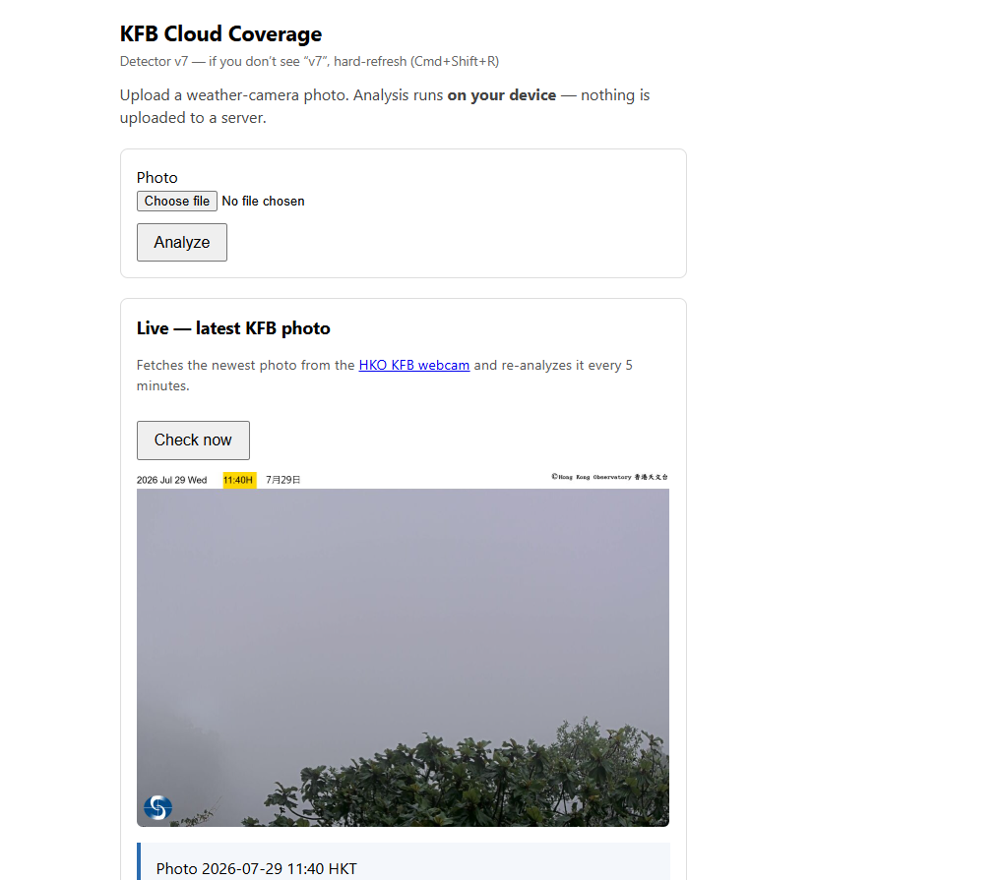 KFB Cloud Coverage
Detector v7 — if you don’t see “v7”, hard-refresh (Cmd+Shift+R)
Upload a weather-camera photo. Analysis runs on your device — nothing is
uploaded to a server.
Photo
Choose file No file chosen
Analyze
Live — latest KFB photo
Fetches the newest photo from the HKO KFB webcam and re-analyzes it every 5
minutes.
Check now
2026 Jul 29 Wed 11:40H 7月29日 ©Hong Kong Observatory 香港天文台
Photo 2026-07-29 11:40 HKT